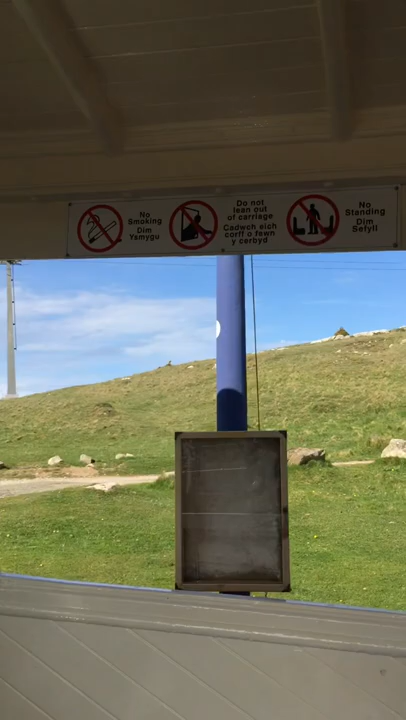 No
Smoking
Dim
Ysmygu
Do not
lean out of
carriage
Cadwch eich
corff o fewn
y cerbyd
No
Standing
Dim
Sefyll